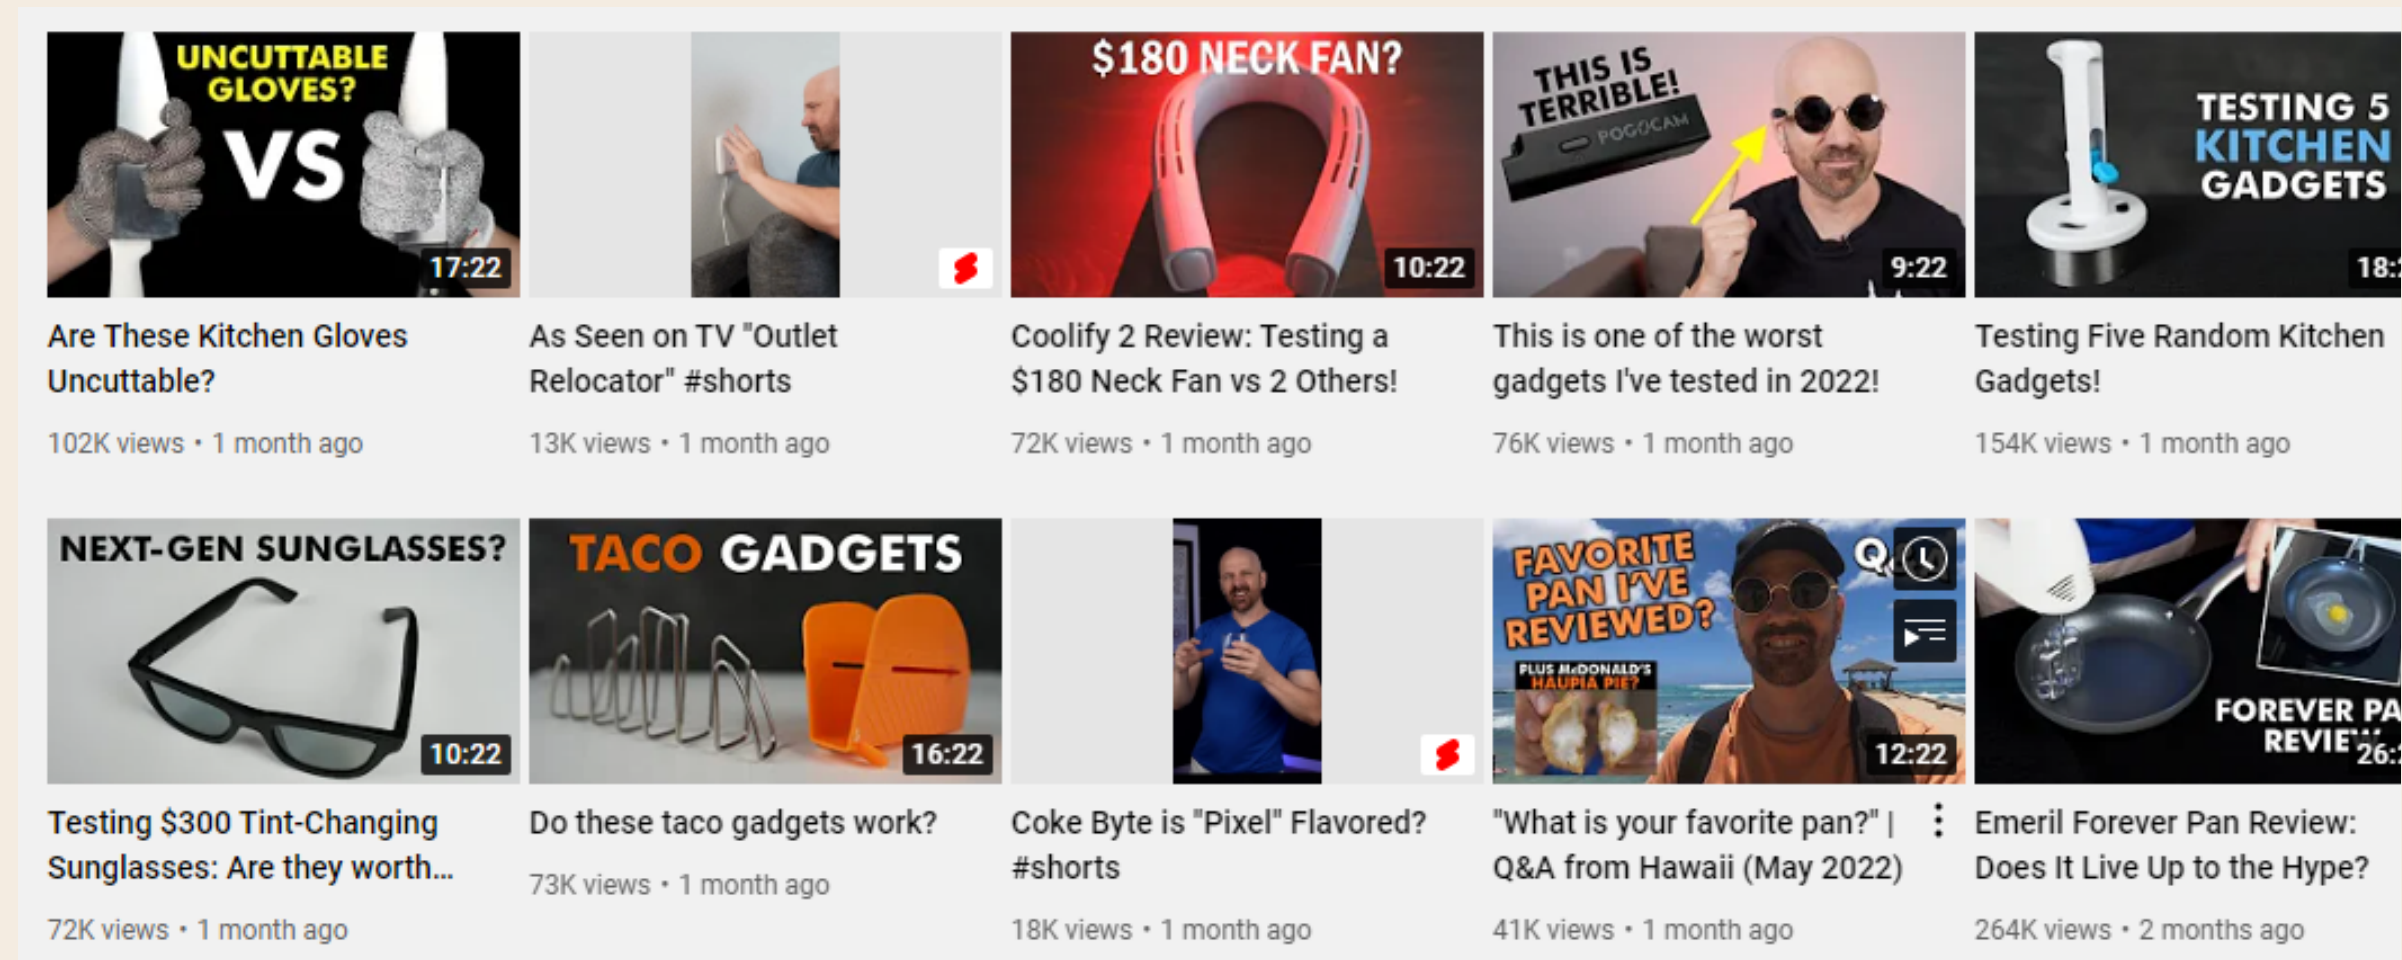 UNCUTTABLE
GLOVES?
VS
17:22
Are These Kitchen Gloves
Uncuttable?
102K views • 1 month ago
As Seen on TV "Outlet
Relocator" #shorts
13K views • 1 month ago
$180 NECK FAN?
10:22
Coolify 2 Review: Testing a
$180 Neck Fan vs 2 Others!
72K views • 1 month ago
THIS IS
TERRIBLE!
POGOCAM
9:22
This is one of the worst
gadgets I've tested in 2022!
76K views • 1 month ago
TESTING 5
KITCHEN
GADGETS
18:
Testing Five Random Kitchen
Gadgets!
154K views • 1 month ago
NEXT-GEN SUNGLASSES?
10:22
Testing $300 Tint-Changing
Sunglasses: Are they worth...
72K views • 1 month ago
TACO GADGETS
16:22
Do these taco gadgets work?
73K views • 1 month ago
Coke Byte is "Pixel" Flavored?
#shorts
18K views • 1 month ago
FAVORITE
PAN I'VE
REVIEWED?
PLUS McDONALD'S
HAUPIA PIE?
12:22
"What is your favorite pan?" |
Q&A from Hawaii (May 2022)
41K views • 1 month ago
FOREVER PA
REVIEW
26:
Emeril Forever Pan Review:
Does It Live Up to the Hype?
264K views • 2 months ago